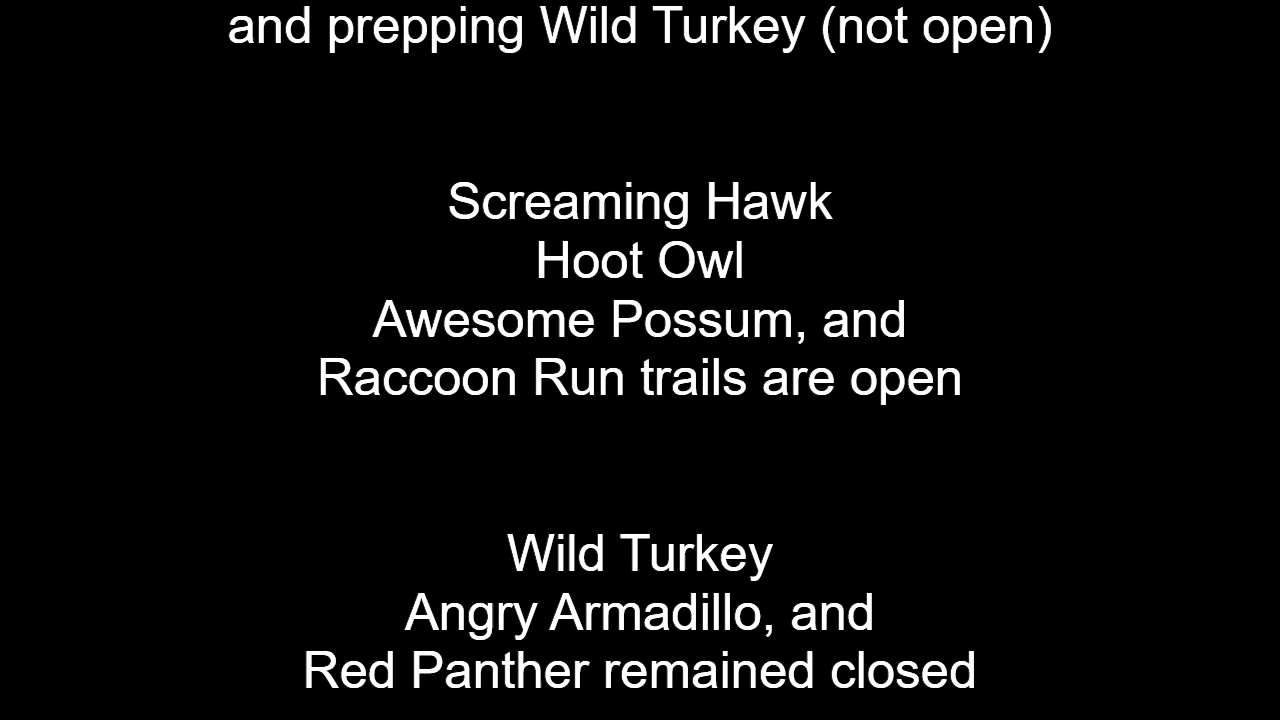 and prepping Wild Turkey (not open)
Screaming Hawk
Hoot Owl
Awesome Possum, and
Raccoon Run trails are open
Wild Turkey
Angry Armadillo, and
Red Panther remained closed